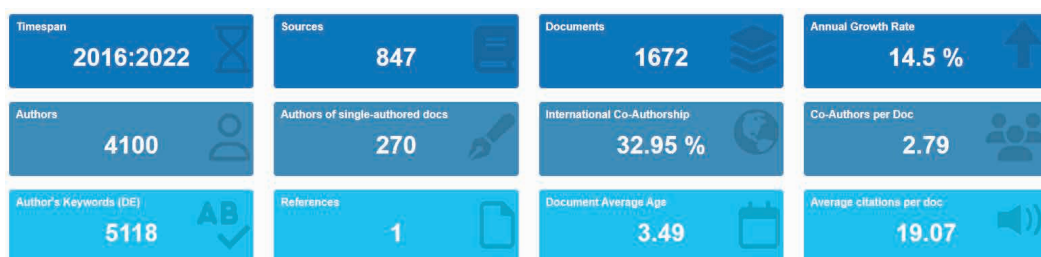 Timespan
2016:2022
Sources
847
Documents
1672
Annual Growth Rate
14.5 %
Authors
4100
Authors of single-authored docs
270
International Co-Authorship
32.95 %
Co-Authors per Doc
2.79
Author's Keywords (DE)
5118
AB
References
1
Document Average Age
3.49
Average citations per doc
19.07